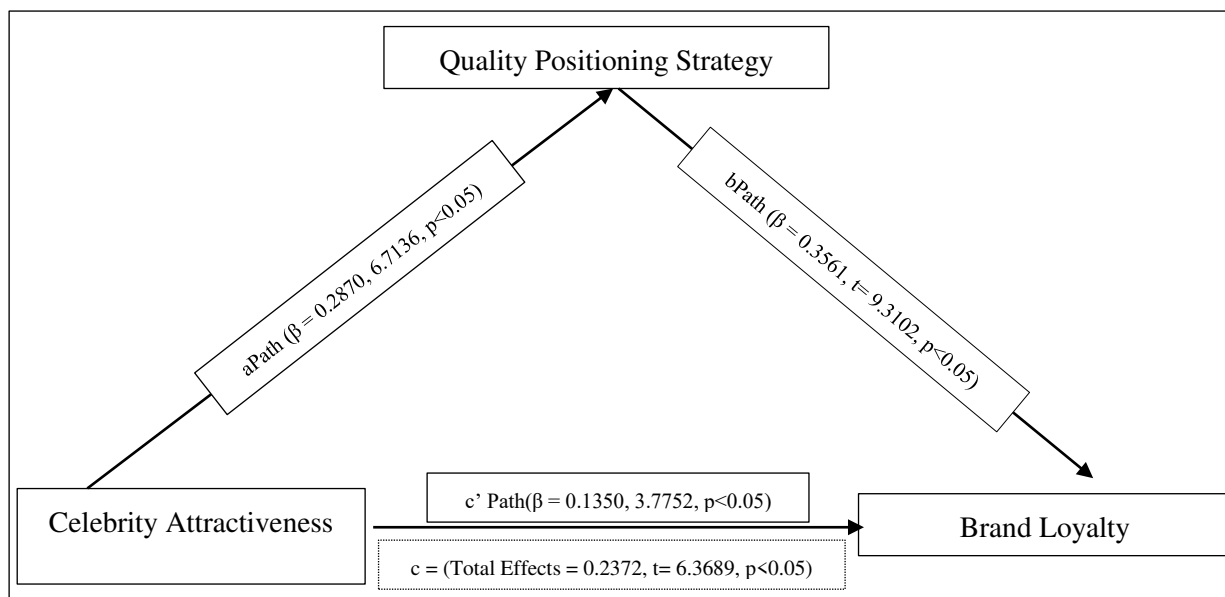 Quality Positioning Strategy
aPath (β = 0.2870, 6.7136, p<0.05)
bPath (β = 0.3561, t= 9.3102, p<0.05)
c’ Path(β = 0.1350, 3.7752, p<0.05)
Celebrity Attractiveness
Brand Loyalty
c = (Total Effects = 0.2372, t= 6.3689, p<0.05)